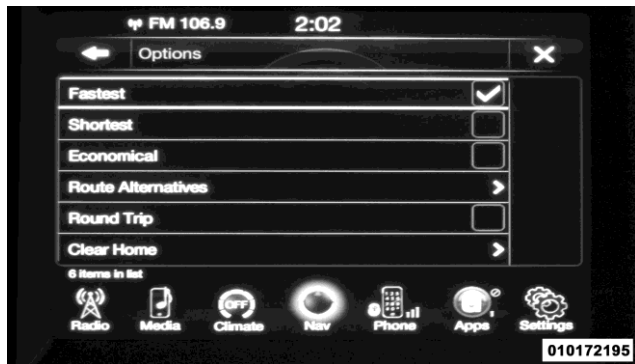 FM 106.9 2:02
Options
Fastest
Shortest
Economical
Route Alternatives
Round Trip
Clear Home
6 items in list
OFF
Radio Media Climate Nav Phone Apps Settings
010172195